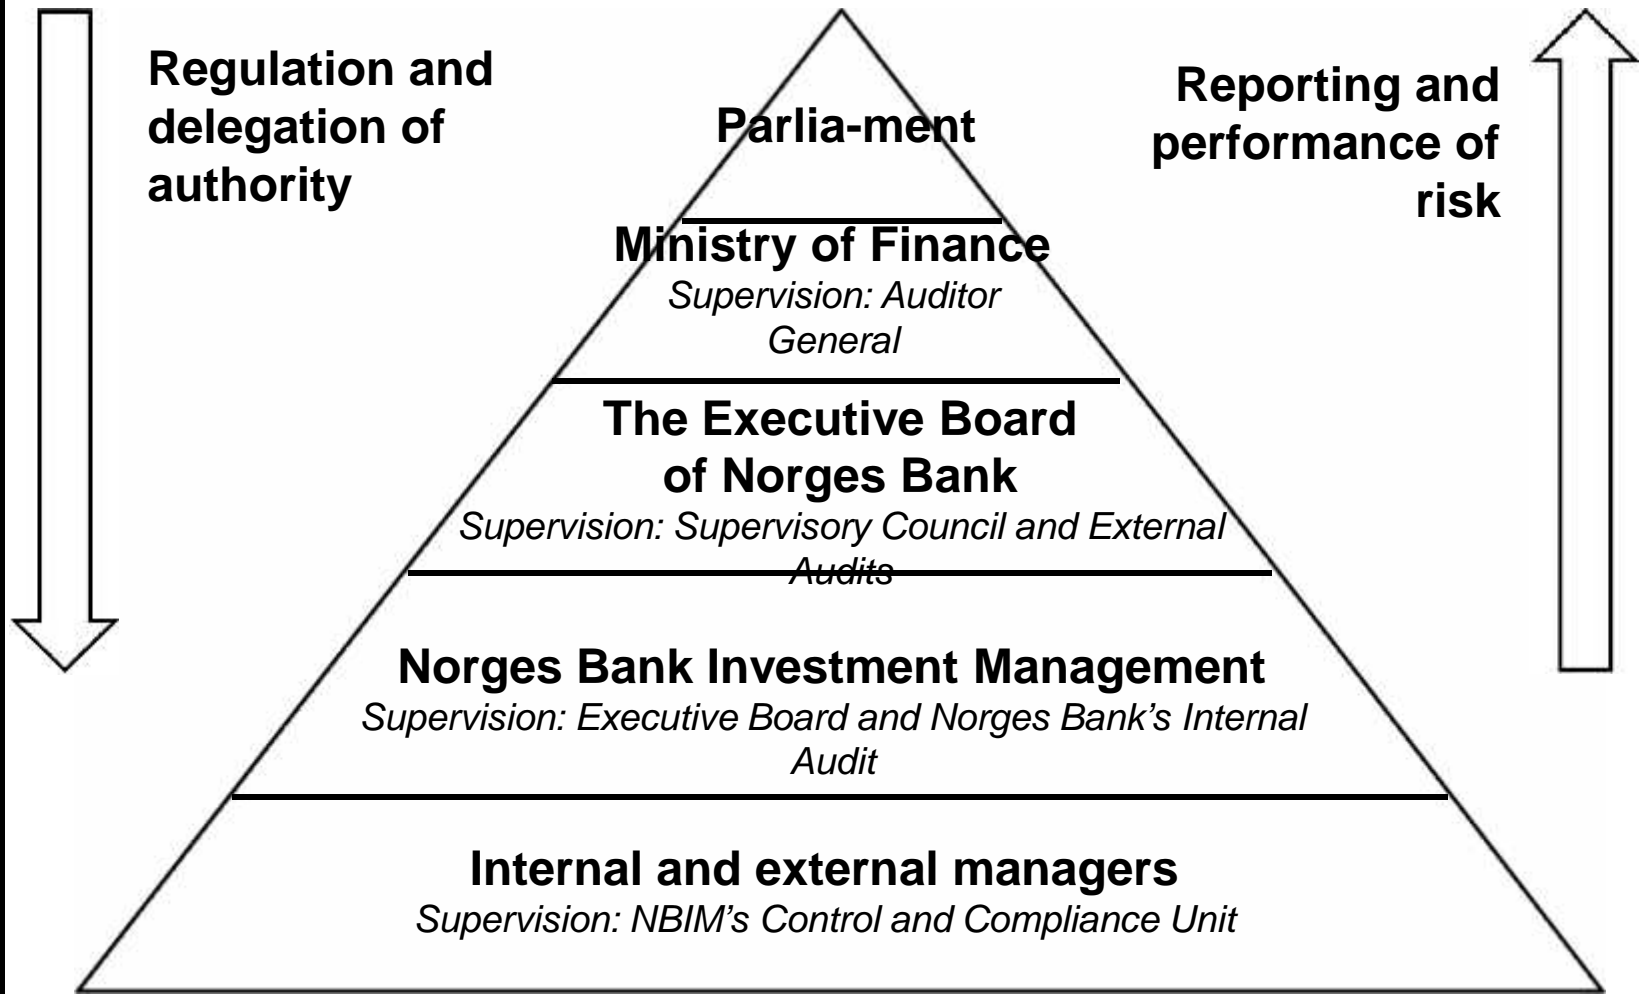 Regulation and
delegation of
authority
Reporting and
performance of
risk
Parlia-ment
Ministry of Finance
Supervision: Auditor
General
The Executive Board
of Norges Bank
Supervision: Supervisory Council and External
Audits
Norges Bank Investment Management
Supervision: Executive Board and Norges Bank’s Internal
Audit
Internal and external managers
Supervision: NBIM’s Control and Compliance Unit